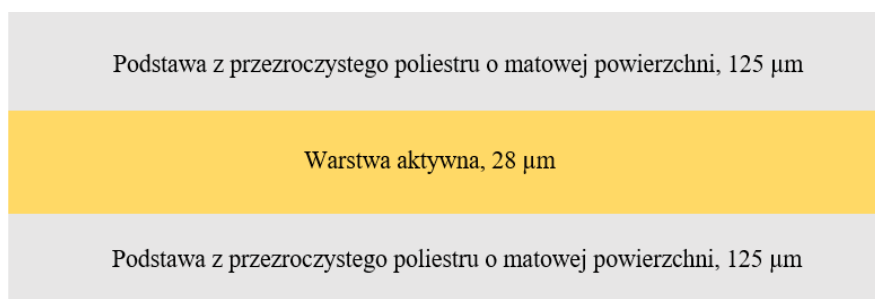 Podstawa z przezroczystego poliestru o matowej powierzchni, 125 µm
Warstwa aktywna, 28 µm
Podstawa z przezroczystego poliestru o matowej powierzchni, 125 µm